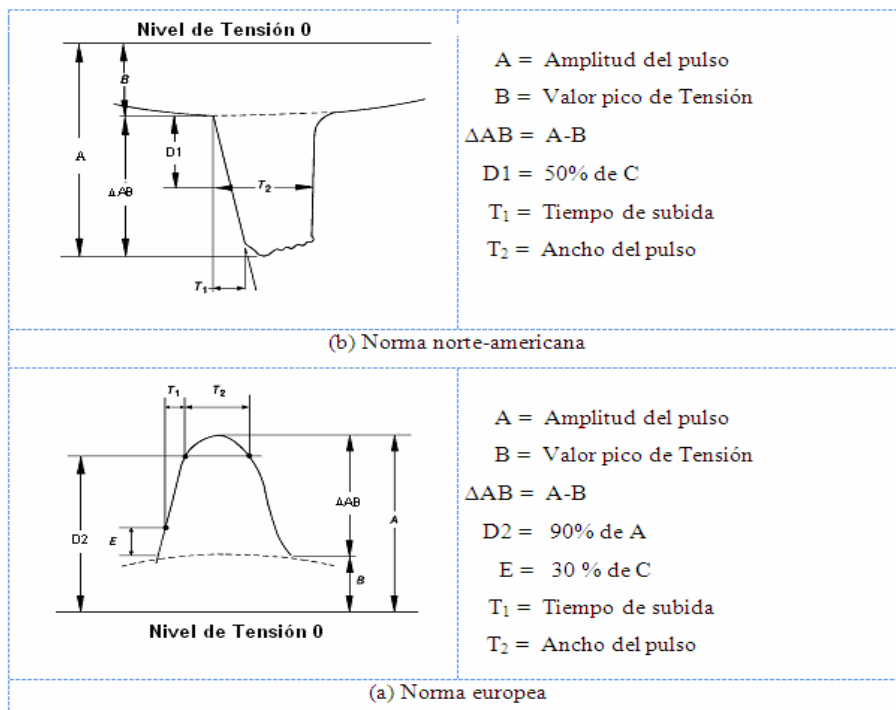 Nivel de Tensión 0
B
A
D1
ΔAB
T₂
T₁
A = Amplitud del pulso
B = Valor pico de Tensión
ΔAB = A-B
D1 = 50% de C
T₁ = Tiempo de subida
T₂ = Ancho del pulso
(b) Norma norte-americana
T₁
T₂
D2
E
ΔAB
A
B
Nivel de Tensión 0
A = Amplitud del pulso
B = Valor pico de Tensión
ΔAB = A-B
D2 = 90% de A
E = 30 % de C
T₁ = Tiempo de subida
T₂ = Ancho del pulso
(a) Norma europea